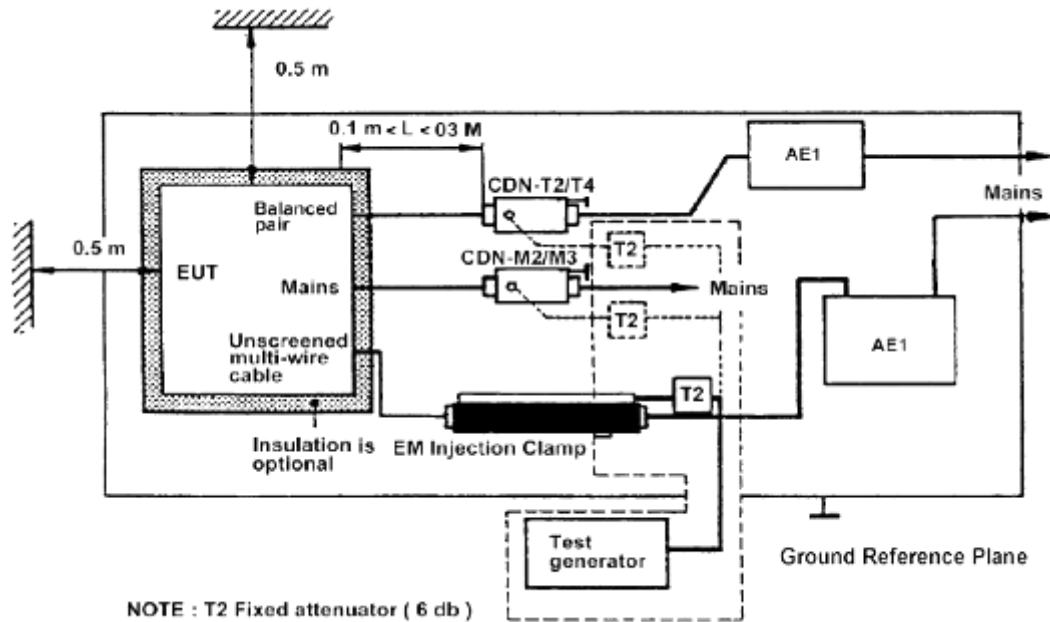 0.5 m
0.1 m < L < 03 M
AE1
CDN-T2/T4
Balanced
pair
Mains
T2
0.5 m
CDN-M2/M3
EUT
Mains
Mains
T2
Unscreened
multi-wire
cable
AE1
T2
Insulation is
optional
EM Injection Clamp
Test
generator
Ground Reference Plane
NOTE : T2 Fixed attenuator ( 6 db )